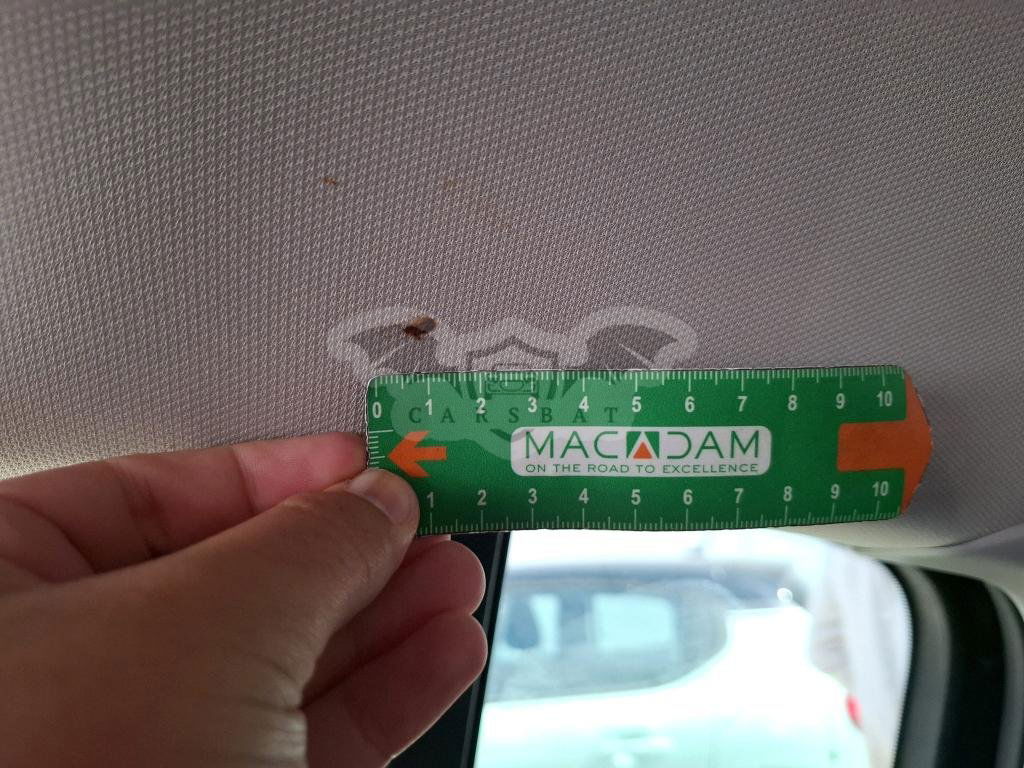 0 1 2 3 4 5 6 7 8 9 10
CARSBAT
MACADAM
ON THE ROAD TO EXCELLENCE
1 2 3 4 5 6 7 8 9 10